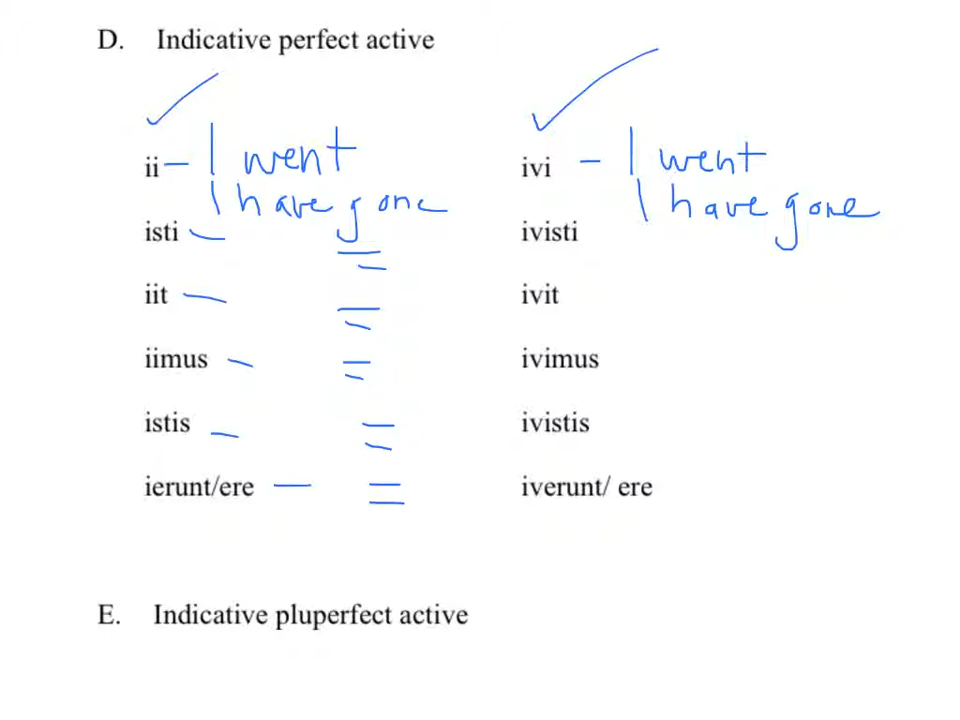 D. Indicative perfect active
ii – I went ivi – I went
I have gone I have gone
isti – ivisti
iit – ivit
iimus – ivimus
istis – ivistis
ierunt/ere – iverunt/ ere
E. Indicative pluperfect active